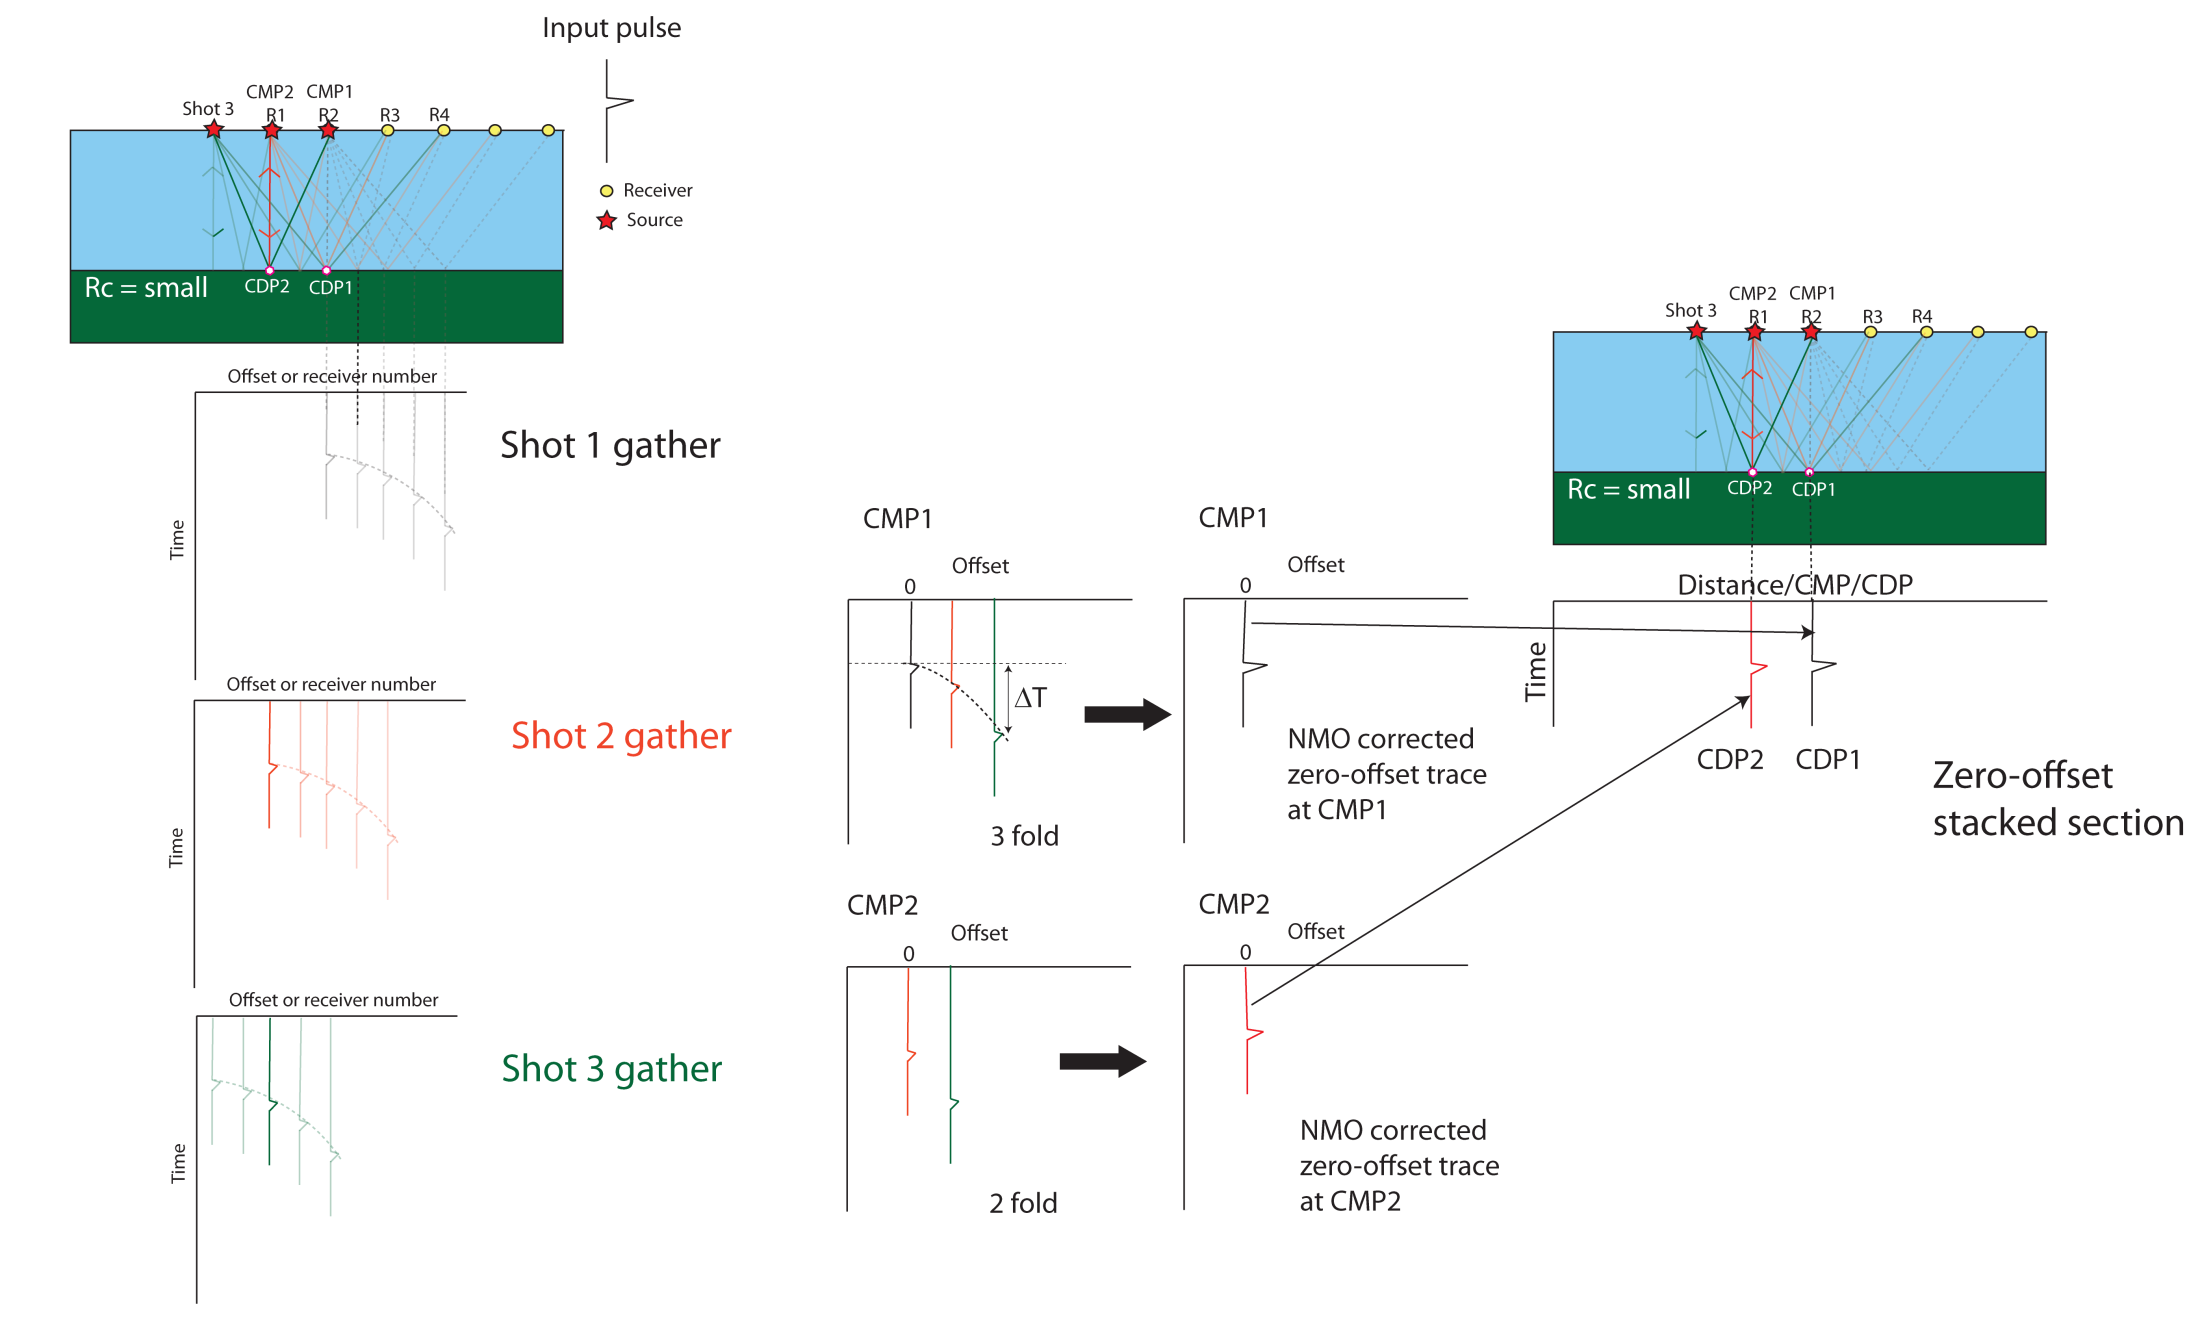 Input pulse
CMP2 CMP1
Shot 3 R1 R2 R3 R4
Receiver
Source
Rc = small
CDP2 CDP1
Offset or receiver number
Time
Shot 1 gather
Offset or receiver number
Time
Shot 2 gather
Offset or receiver number
Time
Shot 3 gather
CMP1
Offset
0
ΔT
3 fold
CMP2
Offset
0
2 fold
CMP1
Offset
0
NMO corrected
zero-offset trace
at CMP1
CMP2
Offset
0
NMO corrected
zero-offset trace
at CMP2
CMP2 CMP1
Shot 3 R1 R2 R3 R4
Rc = small
CDP2 CDP1
Distance/CMP/CDP
Time
CDP2 CDP1
Zero-offset
stacked section